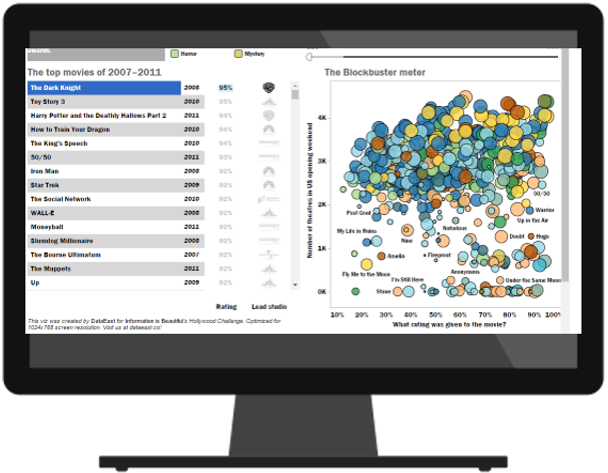 Horror Mystery
The top movies of 2007–2011
The Dark Knight 2008 95%
Toy Story 3 2010 95%
Harry Potter and the Deathly Hallows Part 2 2011 94%
How to Train Your Dragon 2010 94%
The King's Speech 2010 94%
50/50 2011 93%
Iron Man 2008 92%
Star Trek 2009 92%
The Social Network 2010 92%
WALL-E 2008 92%
Moneyball 2011 92%
Slumdog Millionaire 2008 92%
The Bourne Ultimatum 2007 92%
The Muppets 2011 92%
Up 2009 92%
Rating Lead studio
This viz was created by DataEast for Information is Beautiful's Hollywood Challange. Optimized for
1024x768 screen resolution. Visit us at dataeast.co!
The Blockbuster meter
Number of theatres in US opening weekend
4K
3K
2K
1K
0K
50/50
Post Grad
Warrior
Up in the Air
My Life in Ruins
Notorious
Nine
Doubt
Hugo
Amelia
Fireproof
Fly Me to the Moon
Anonymous
I'm Still Here
Under the Same Moon
Stone
10% 20% 30% 40% 50% 60% 70% 80% 90% 100%
What rating was given to the movie?